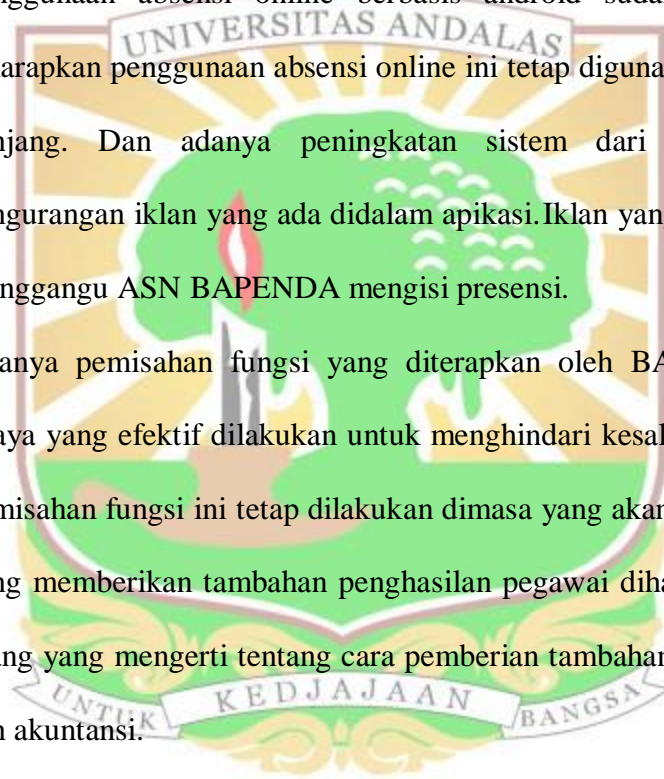 nggunaan absensi online berbasis android suda
UNIVERSITAS ANDALAS
arapkan penggunaan absensi online ini tetap diguna
njang. Dan adanya peningkatan sistem dari
ngurangan iklan yang ada didalam apikasi.Iklan yang
nggangu ASN BAPENDA mengisi presensi.
anya pemisahan fungsi yang diterapkan oleh BA
aya yang efektif dilakukan untuk menghindari kesal
misahan fungsi ini tetap dilakukan dimasa yang akan
ng memberikan tambahan penghasilan pegawai diha
ang yang mengerti tentang cara pemberian tambahan
UNTUK KEDJAJAAN BANGSA
n akuntansi.